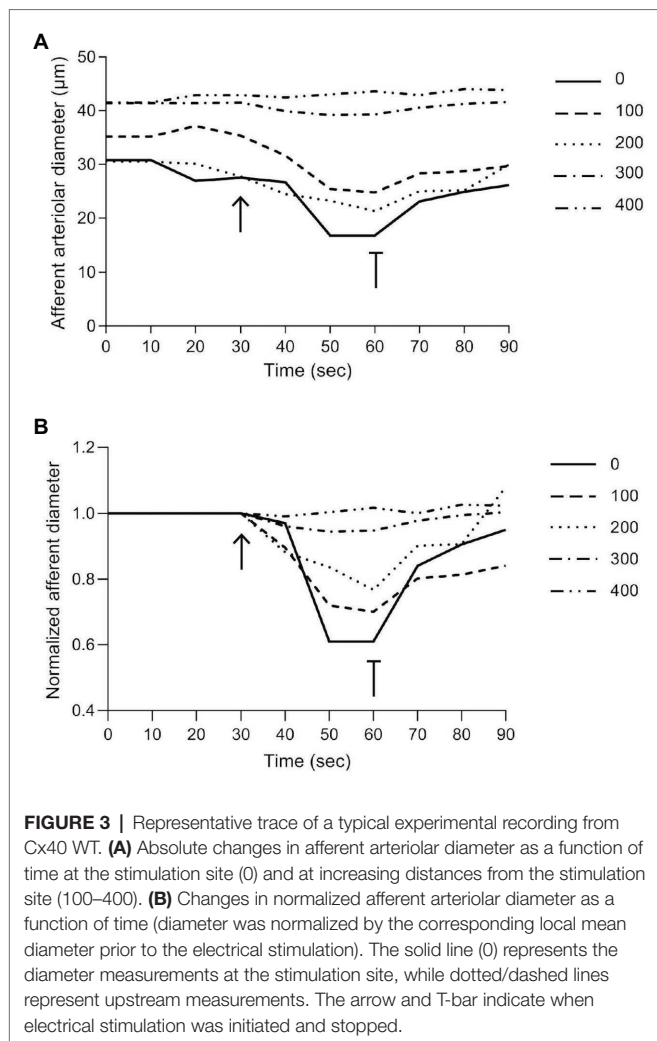 A
Afferent arteriolar diameter (µm)
50
40
30
20
10
0
0 10 20 30 40 50 60 70 80 90
Time (sec)
0
100
200
300
400
B
Normalized afferent diameter
1.2
1.0
0.8
0.6
0.4
0 10 20 30 40 50 60 70 80 90
Time (sec)
0
100
200
300
400
FIGURE 3 | Representative trace of a typical experimental recording from
Cx40 WT. (A) Absolute changes in afferent arteriolar diameter as a function of
time at the stimulation site (0) and at increasing distances from the stimulation
site (100–400). (B) Changes in normalized afferent arteriolar diameter as a
function of time (diameter was normalized by the corresponding local mean
diameter prior to the electrical stimulation). The solid line (0) represents the
diameter measurements at the stimulation site, while dotted/dashed lines
represent upstream measurements. The arrow and T-bar indicate when
electrical stimulation was initiated and stopped.